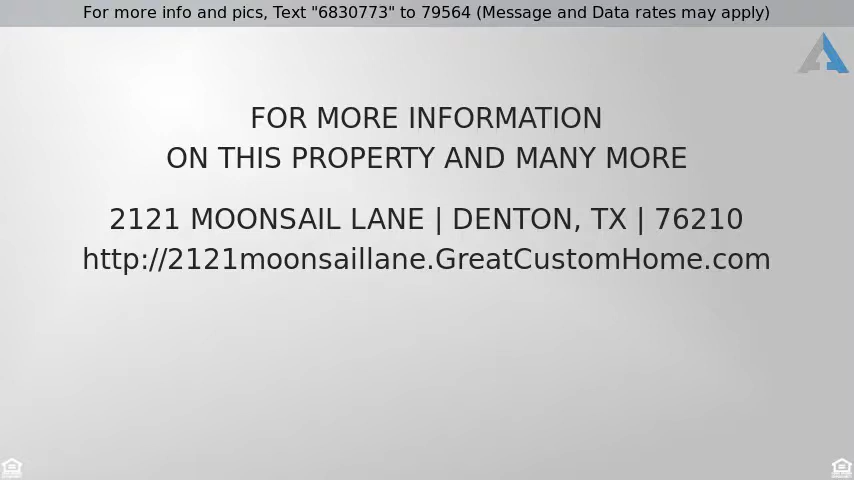 For more info and pics, Text "6830773" to 79564 (Message and Data rates may apply)
FOR MORE INFORMATION
ON THIS PROPERTY AND MANY MORE
2121 MOONSAIL LANE | DENTON, TX | 76210
http://2121moonsaillane.GreatCustomHome.com